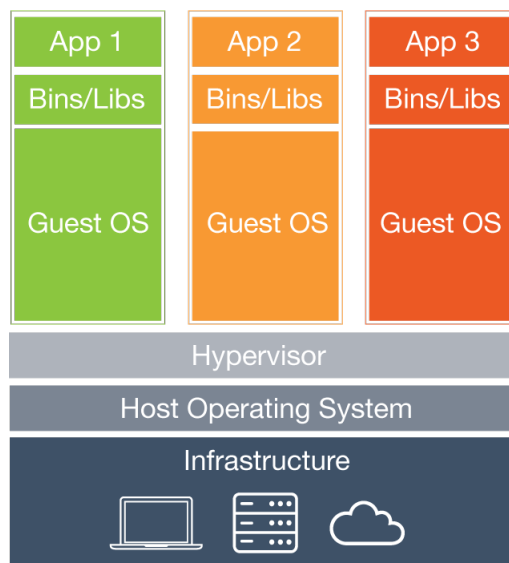 App 1
App 2
App 3
Bins/Libs
Bins/Libs
Bins/Libs
Guest OS
Guest OS
Guest OS
Hypervisor
Host Operating System
Infrastructure